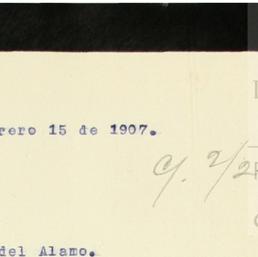 rero 15 de 1907.
C/. 2/2
del Alamo.